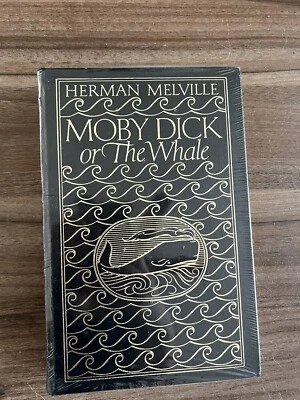 HERMAN MELVILLE
MOBY DICK
or The Whale